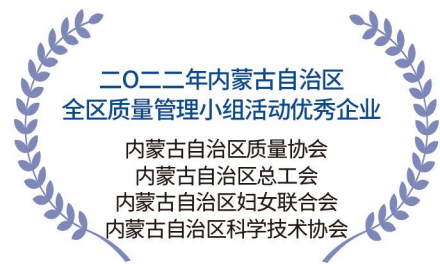 二〇二二年内蒙古自治区
全区质量管理小组活动优秀企业
内蒙古自治区质量协会
内蒙古自治区总工会
内蒙古自治区妇女联合会
内蒙古自治区科学技术协会